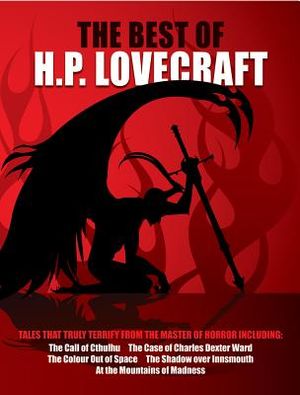 THE BEST OF
H.P. LOVECRAFT
TALES THAT TRULY TERRIFY FROM THE MASTER OF HORROR INCLUDING:
The Call of Cthulhu The Case of Charles Dexter Ward
The Colour Out of Space The Shadow over Innsmouth
At the Mountains of Madness